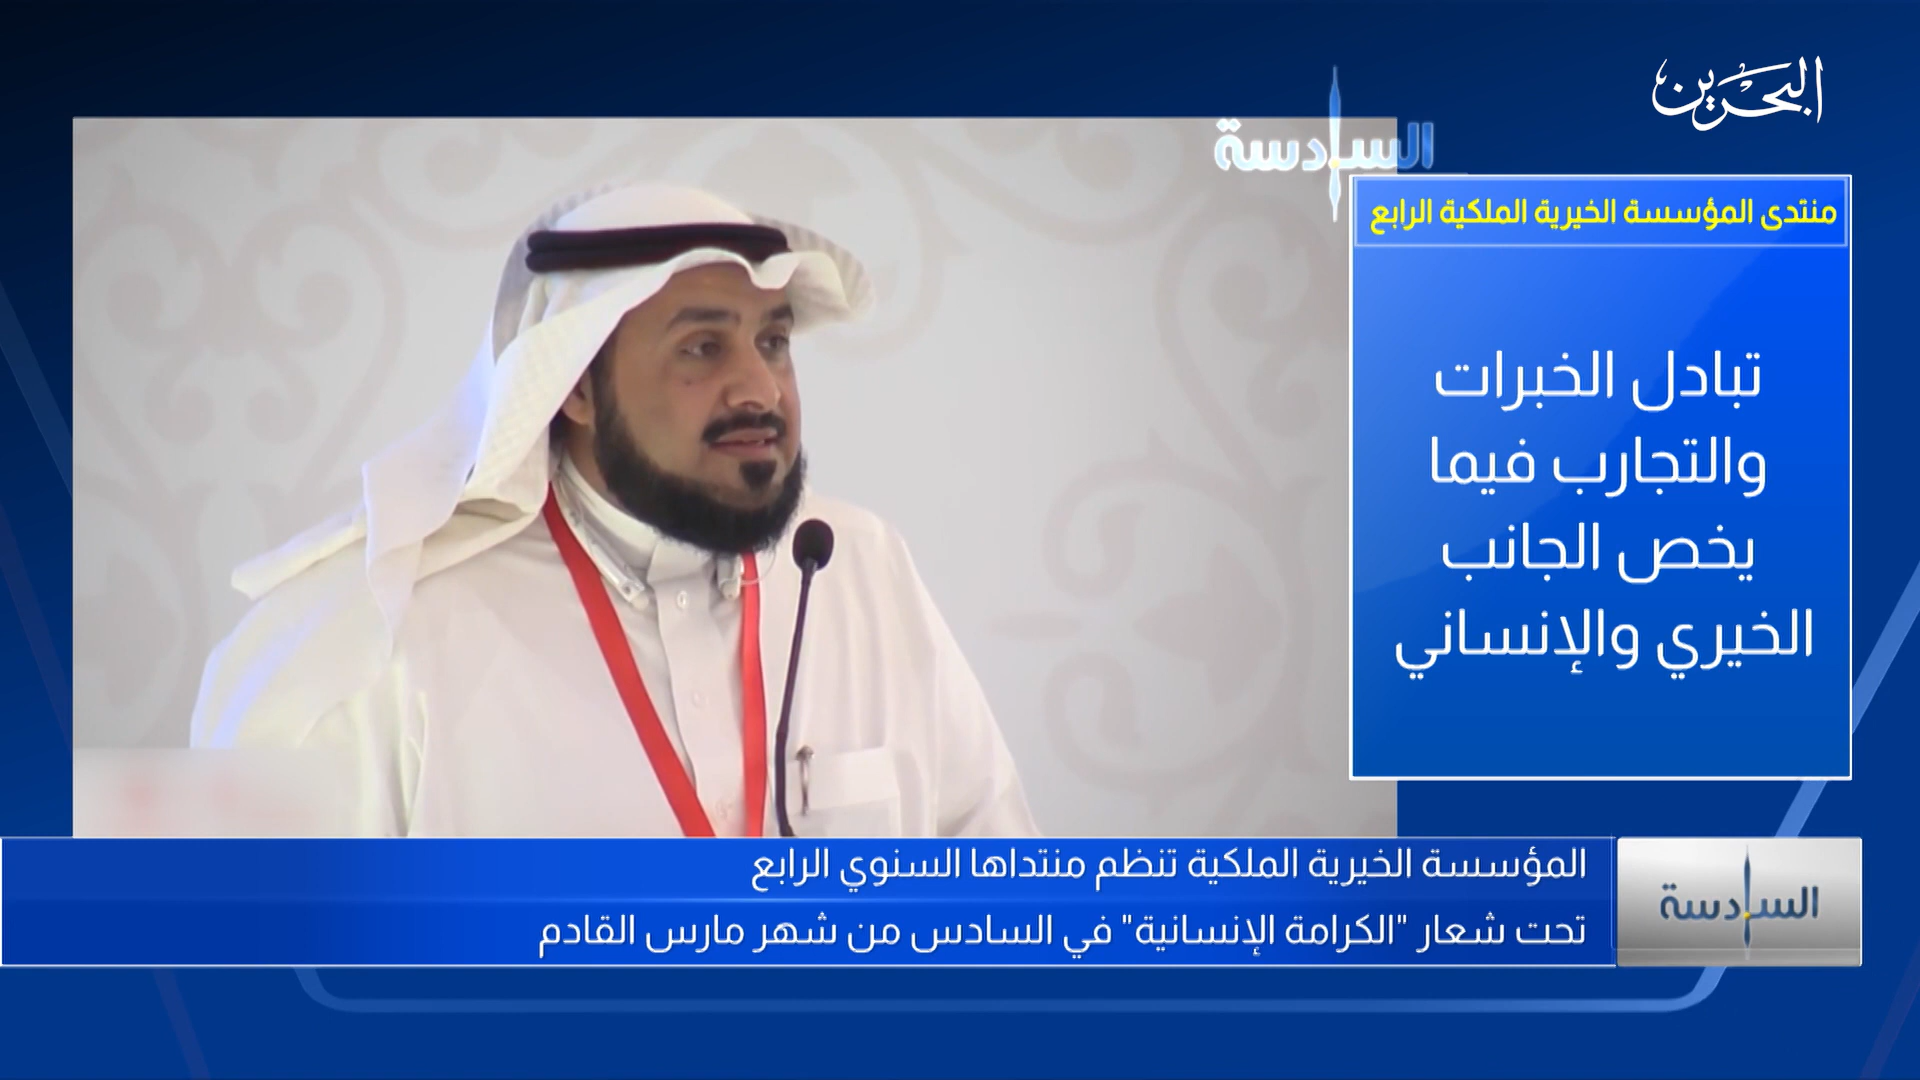 البحرين
السادسة
منتدى المؤسسة الخيرية الملكية الرابع
تبادل الخبرات
والتجارب فيما
يخص الجانب
الخيري والإنساني
المؤسسة الخيرية الملكية تنظم منتداها السنوي الرابع
تحت شعار "الكرامة الإنسانية" في السادس من شهر مارس القادم
السادسة